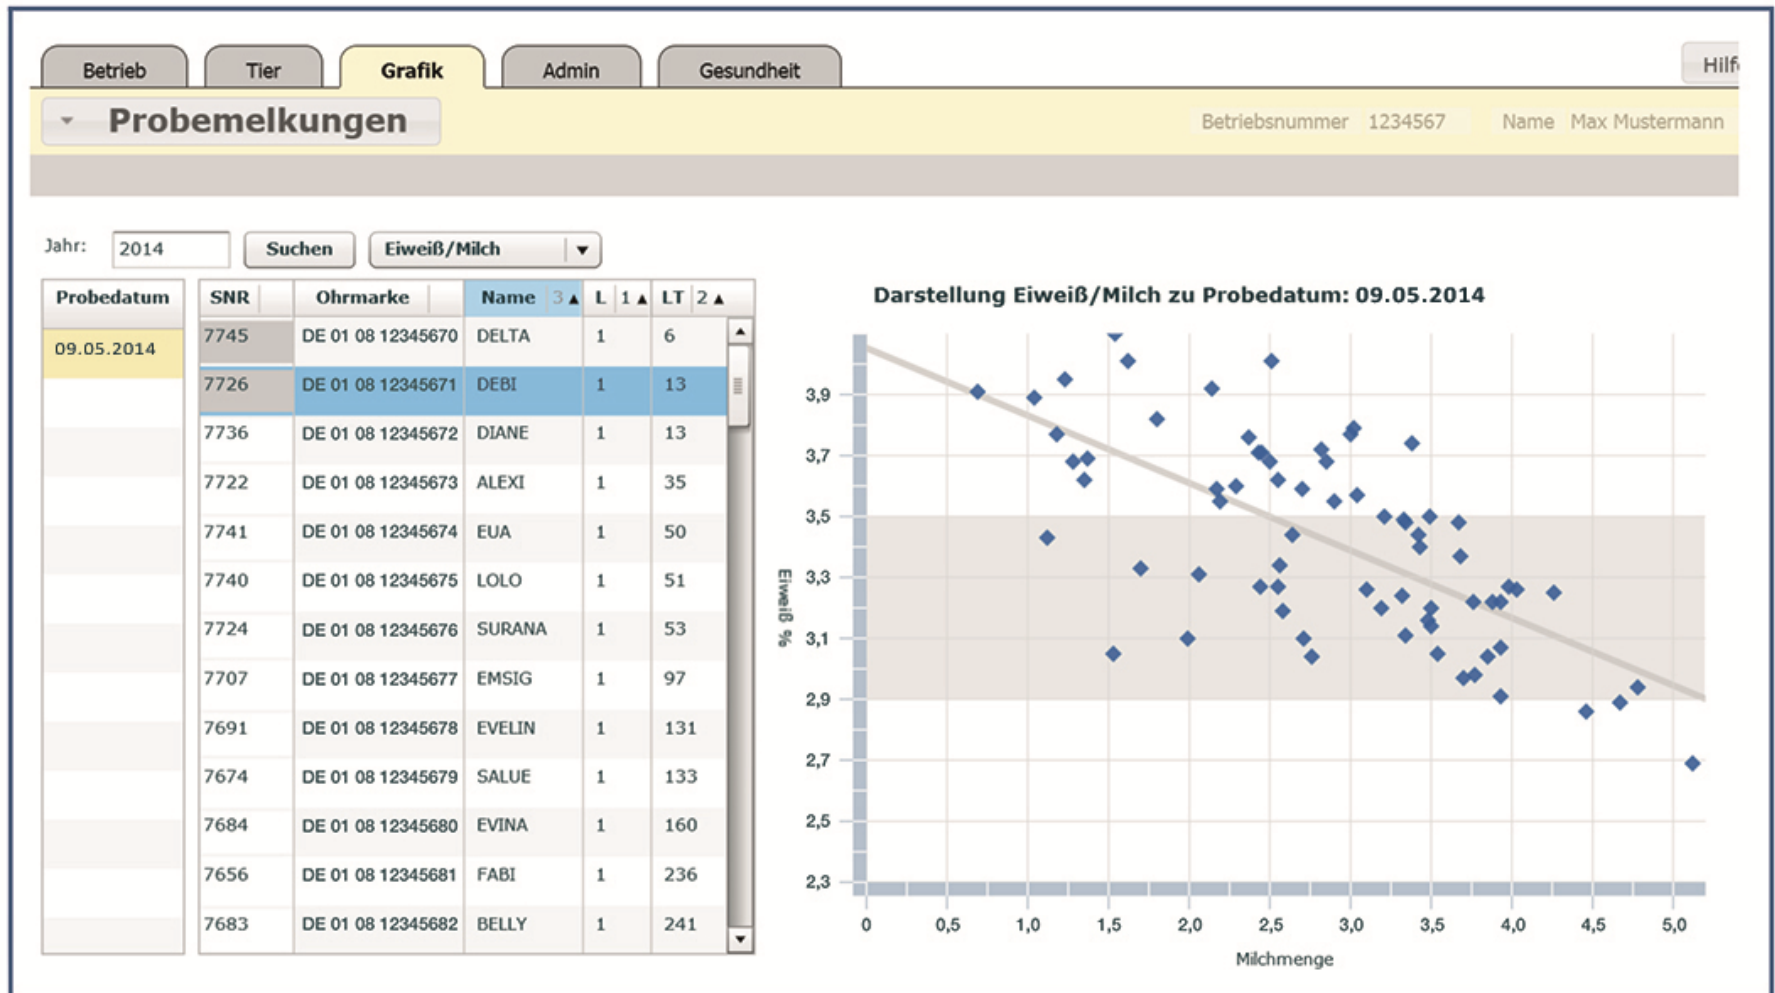 Betrieb Tier Grafik Admin Gesundheit
Probemelkungen Betriebsnummer 1234567 Name Max Mustermann
Jahr: 2014 Suchen Eiweiß/Milch
Probedatum SNR Ohrmarke Name 3 L 1 LT 2
09.05.2014
7745 DE 01 08 12345670 DELTA 1 6
7726 DE 01 08 12345671 DEBI 1 13
7736 DE 01 08 12345672 DIANE 1 13
7722 DE 01 08 12345673 ALEXI 1 35
7741 DE 01 08 12345674 EUA 1 50
7740 DE 01 08 12345675 LOLO 1 51
7724 DE 01 08 12345676 SURANA 1 53
7707 DE 01 08 12345677 EMSIG 1 97
7691 DE 01 08 12345678 EVELIN 1 131
7674 DE 01 08 12345679 SALUE 1 133
7684 DE 01 08 12345680 EVINA 1 160
7656 DE 01 08 12345681 FABI 1 236
7683 DE 01 08 12345682 BELLY 1 241
Darstellung Eiweiß/Milch zu Probedatum: 09.05.2014
Eiweiß %
3,9
3,7
3,5
3,3
3,1
2,9
2,7
2,5
2,3
0 0,5 1,0 1,5 2,0 2,5 3,0 3,5 4,0 4,5 5,0
Milchmenge